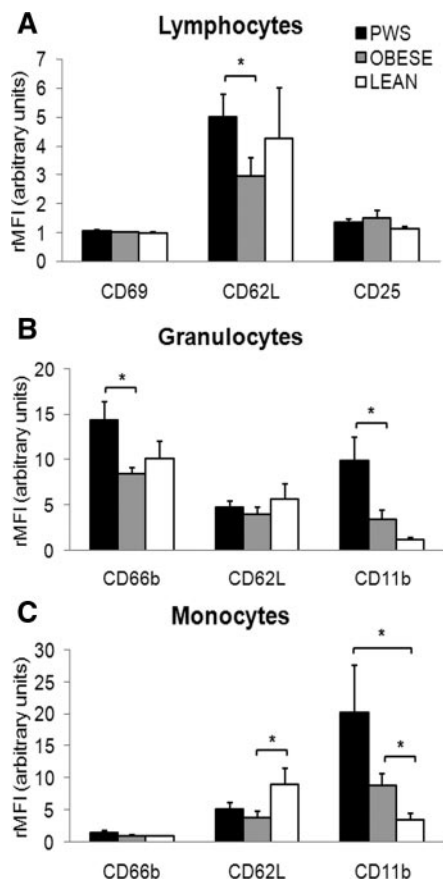 A
Lymphocytes
PWS
OBESE
LEAN
rMFI (arbitrary units)
7
6
5
4
3
2
1
0
*
CD69 CD62L CD25
B
Granulocytes
rMFI (arbitrary units)
20
15
10
5
0
*
*
CD66b CD62L CD11b
C
Monocytes
rMFI (arbitrary units)
30
25
20
15
10
5
0
*
*
*
CD66b CD62L CD11b